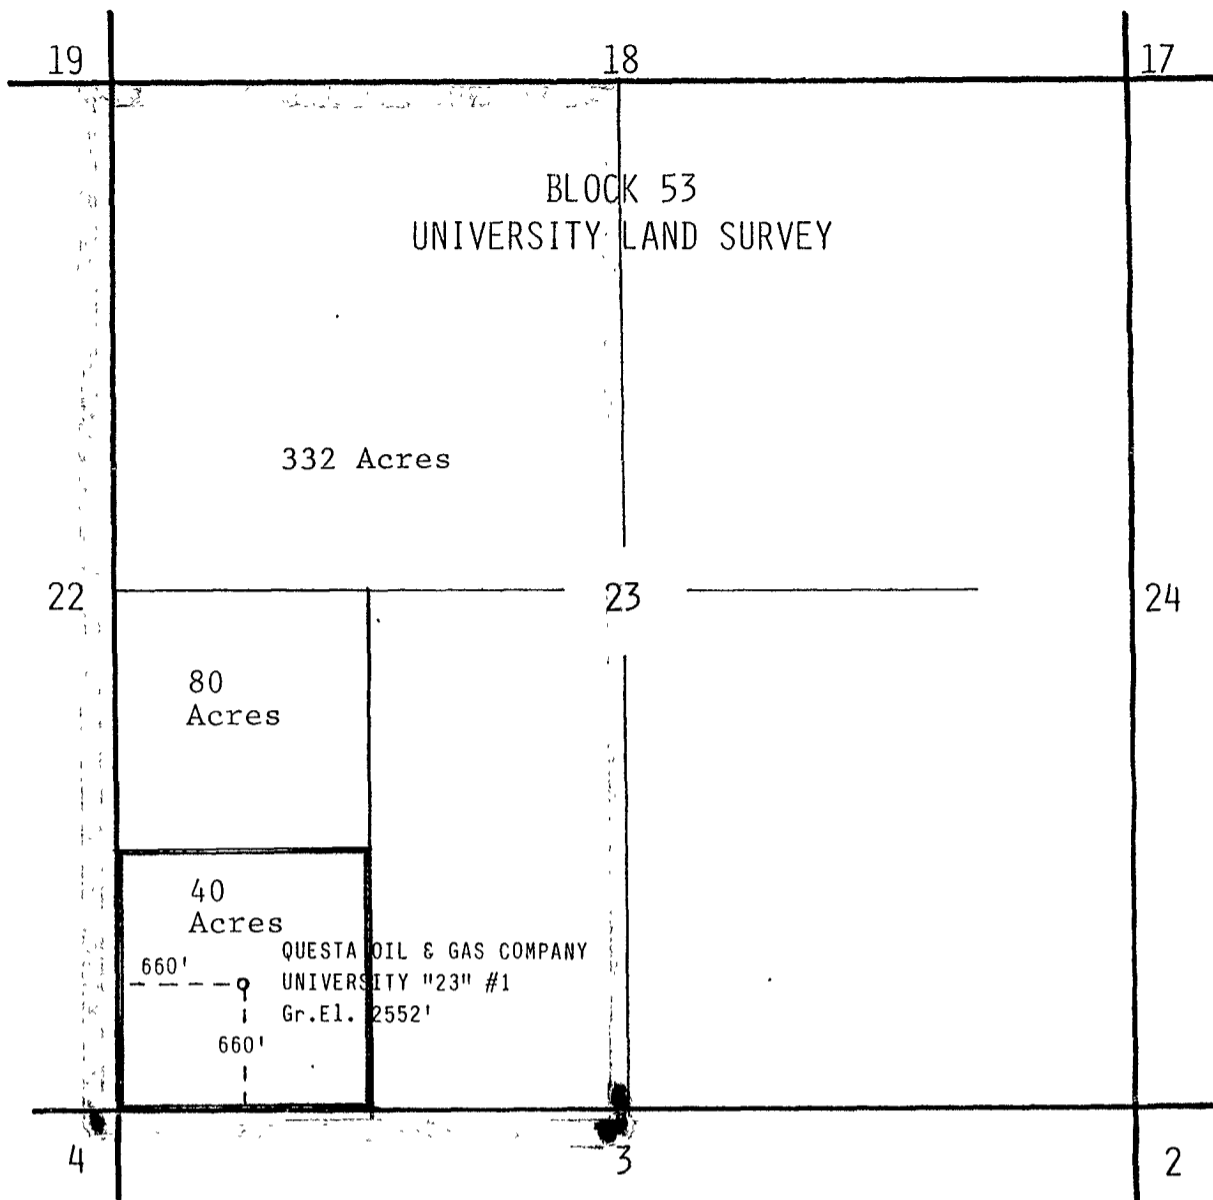 19
18
17
BLOCK 53
UNIVERSITY LAND SURVEY
332 Acres
22
23
24
80
Acres
40
Acres
QUESTA OIL & GAS COMPANY
660'
UNIVERSITY "23" #1
Gr.El. 2552'
660'
4
3
2